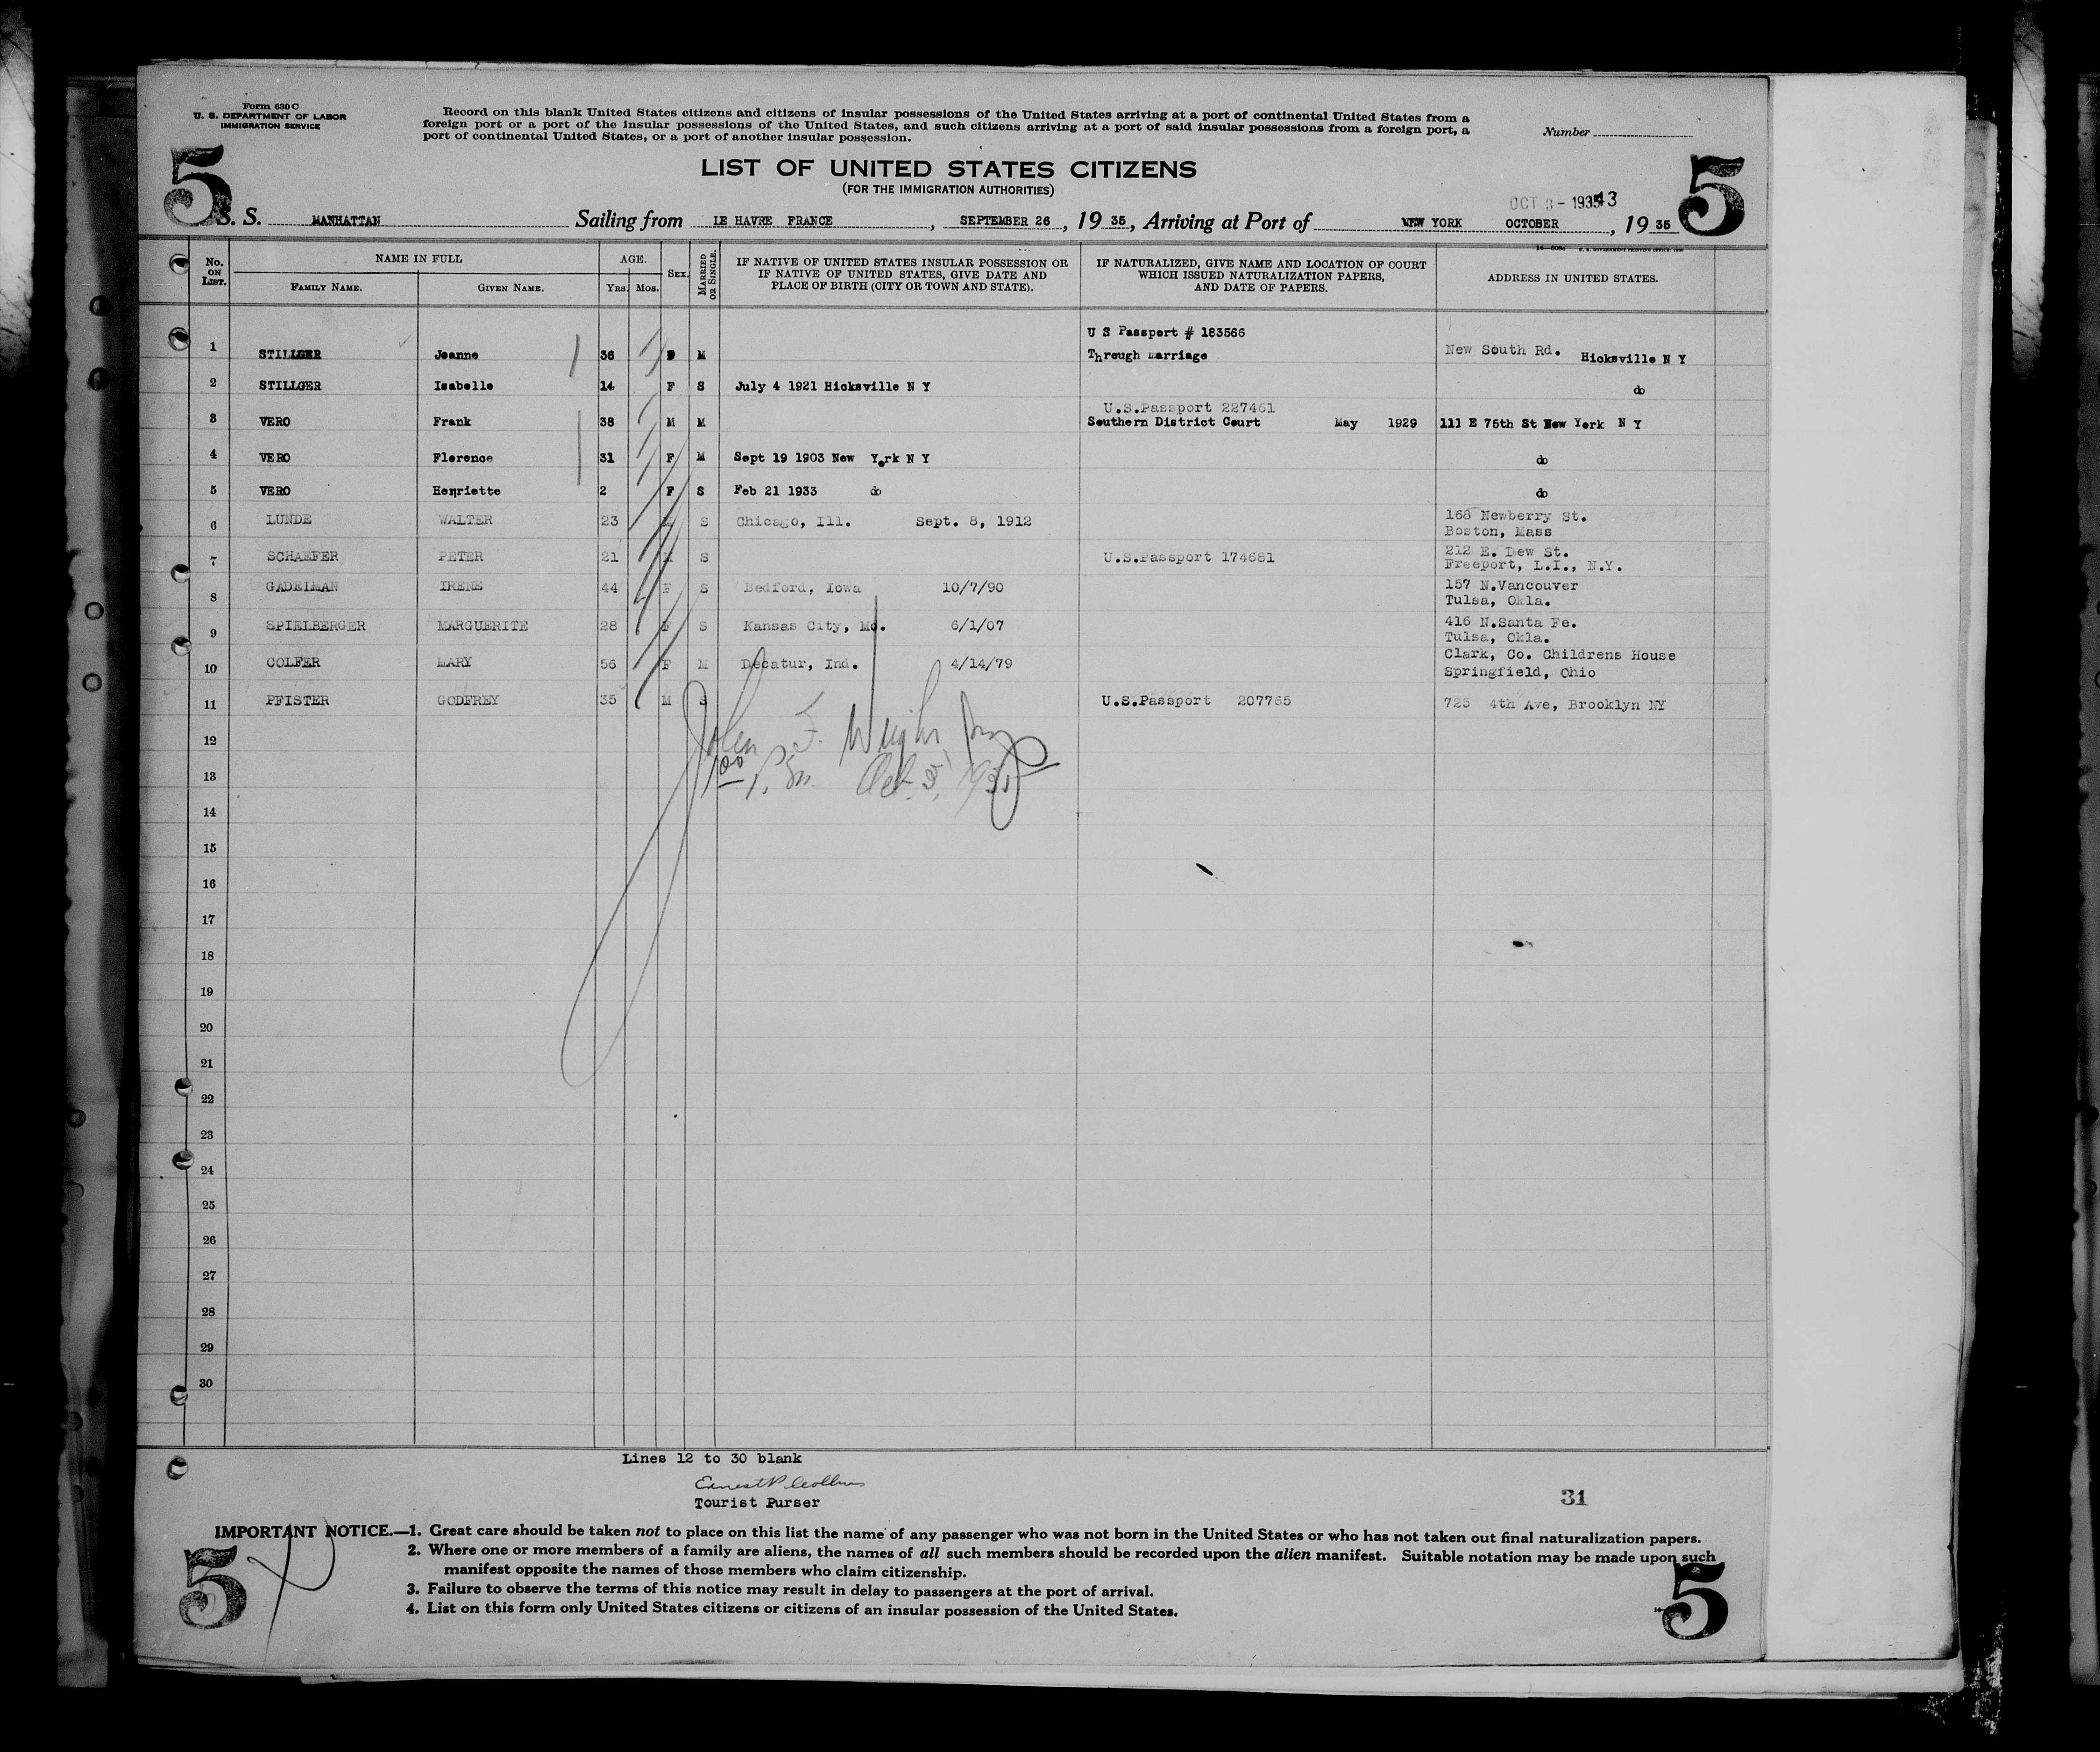 Form 630 C
U. S. DEPARTMENT OF LABOR
IMMIGRATION SERVICE
Record on this blank United States citizens and citizens of insular possessions of the United States arriving at a port of continental United States from a
foreign port or a port of the insular possessions of the United States, and such citizens arriving at a port of said insular possessions from a foreign port, a
port of continental United States, or a port of another insular possession.
Number
5 5
LIST OF UNITED STATES CITIZENS
(FOR THE IMMIGRATION AUTHORITIES)
OCT 3 - 1935
S. S. MANHATTAN Sailing from LE HAVRE FRANCE, SEPTEMBER 26, 19 35, Arriving at Port of NEW YORK OCTOBER, 19 35
No. ON LIST. NAME IN FULL FAMILY NAME. GIVEN NAME. AGE. Yrs. Mos. SEX. MARRIED OR SINGLE. IF NATIVE OF UNITED STATES INSULAR POSSESSION OR IF NATIVE OF UNITED STATES, GIVE DATE AND PLACE OF BIRTH (CITY OR TOWN AND STATE). IF NATURALIZED, GIVE NAME AND LOCATION OF COURT WHICH ISSUED NATURALIZATION PAPERS, AND DATE OF PAPERS. ADDRESS IN UNITED STATES.
U S Passport # 183566
1 STILLGER Jeanne 36 M Through marriage New South Rd. Hicksville N Y
2 STILLGER Isabelle 14 F S July 4 1921 Hicksville N Y do
U.S.Passport 227461
3 VERO Frank 38 M M Southern District Court May 1929 111 E 75th St New York N Y
4 VERO Florence 31 F M Sept 19 1903 New York N Y do
5 VERO Henriette 2 F S Feb 21 1933 do do
6 LUNDE WALTER 23 M S Chicago, Ill. Sept. 8, 1912 168 Newberry St.
Boston, Mass
7 SCHAEFER PETER 21 M S U.S.Passport 174681 212 E. Dew St.
Freeport, L.I., N.Y.
8 GADEIMAN IRENE 44 F S Bedford, Iowa 10/7/90 157 N.Vancouver
Tulsa, Okla.
9 SPIELBERGER MARGUERITE 28 F S Kansas City, Mo. 6/1/07 416 N.Santa Fe.
Tulsa, Okla.
10 COLFER MARY 56 F M Decatur, Ind. 4/14/79 Clark, Co. Childrens House
Springfield, Ohio
11 PFISTER GODFREY 35 M S U.S.Passport 207765 725 4th Ave, Brooklyn NY
12
John F.
13
Oct. 3, 1935
14
15
16
17
18
19
20
21
22
23
24
25
26
27
28
29
30
Lines 12 to 30 blank
Ernest P. Collins
Tourist Purser
31
IMPORTANT NOTICE.—1. Great care should be taken not to place on this list the name of any passenger who was not born in the United States or who has not taken out final naturalization papers.
2. Where one or more members of a family are aliens, the names of all such members should be recorded upon the alien manifest. Suitable notation may be made upon such
manifest opposite the names of those members who claim citizenship.
3. Failure to observe the terms of this notice may result in delay to passengers at the port of arrival.
4. List on this form only United States citizens or citizens of an insular possession of the United States.
5 5